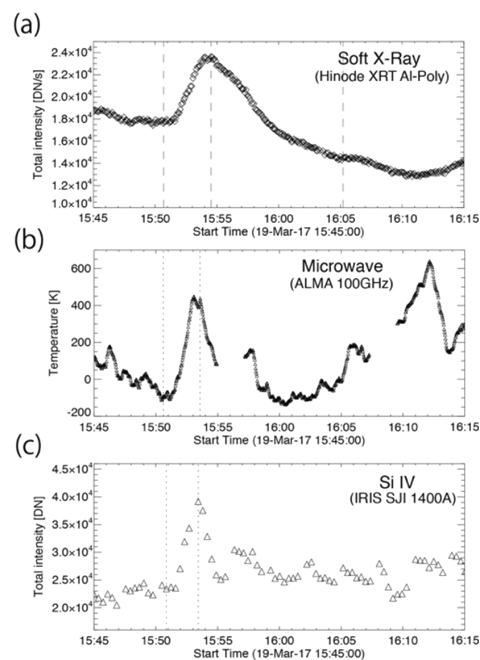 (a)
Soft X-Ray
(Hinode XRT Al-Poly)
Total intensity [DN/s]
2.4×10⁴
2.2×10⁴
2.0×10⁴
1.8×10⁴
1.6×10⁴
1.4×10⁴
1.2×10⁴
1.0×10⁴
15:45 15:50 15:55 16:00 16:05 16:10 16:15
Start Time (19-Mar-17 15:45:00)
(b)
Microwave
(ALMA 100GHz)
Temperature [K]
600
400
200
0
-200
15:45 15:50 15:55 16:00 16:05 16:10 16:15
Start Time (19-Mar-17 15:45:00)
(c)
Si IV
(IRIS SJI 1400A)
Total intensity [DN]
4.5×10⁴
4.0×10⁴
3.5×10⁴
3.0×10⁴
2.5×10⁴
2.0×10⁴
15:45 15:50 15:55 16:00 16:05 16:10 16:15
Start Time (19-Mar-17 15:45:00)